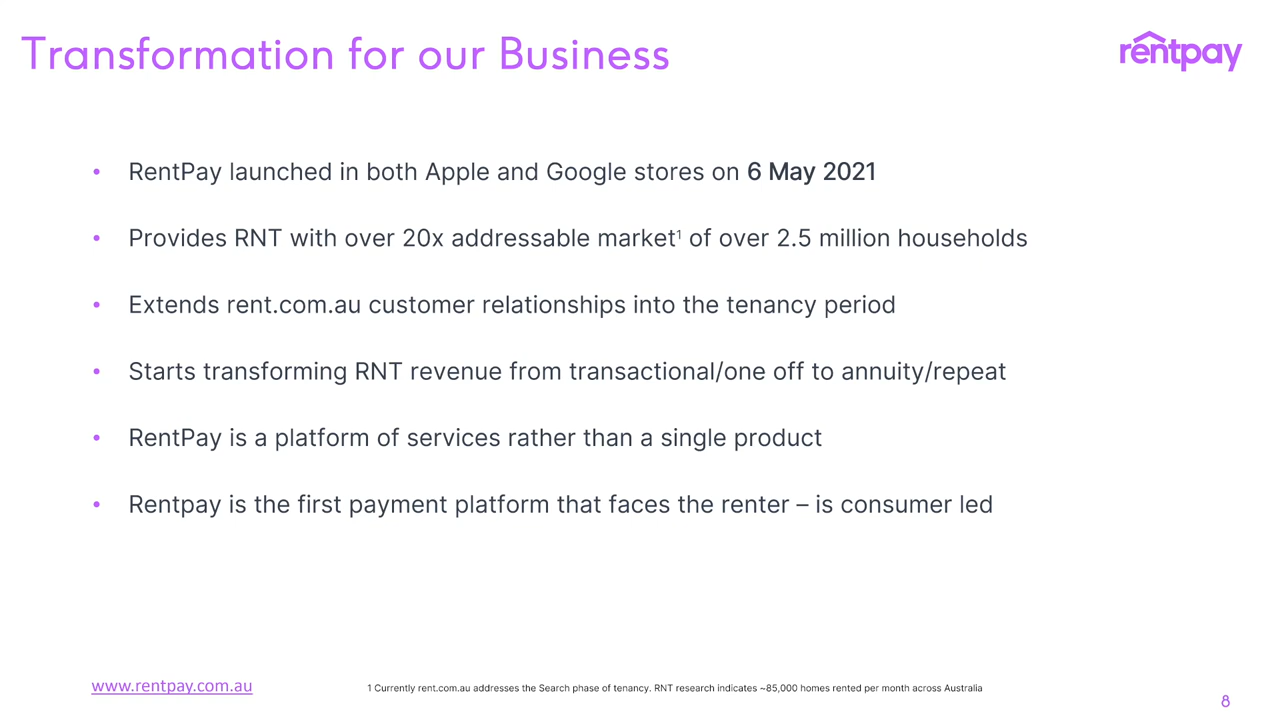 Transformation for our Business
rentpay
• RentPay launched in both Apple and Google stores on 6 May 2021
• Provides RNT with over 20x addressable market¹ of over 2.5 million households
• Extends rent.com.au customer relationships into the tenancy period
• Starts transforming RNT revenue from transactional/one off to annuity/repeat
• RentPay is a platform of services rather than a single product
• Rentpay is the first payment platform that faces the renter – is consumer led
www.rentpay.com.au
1 Currently rent.com.au addresses the Search phase of tenancy. RNT research indicates ~85,000 homes rented per month across Australia
8